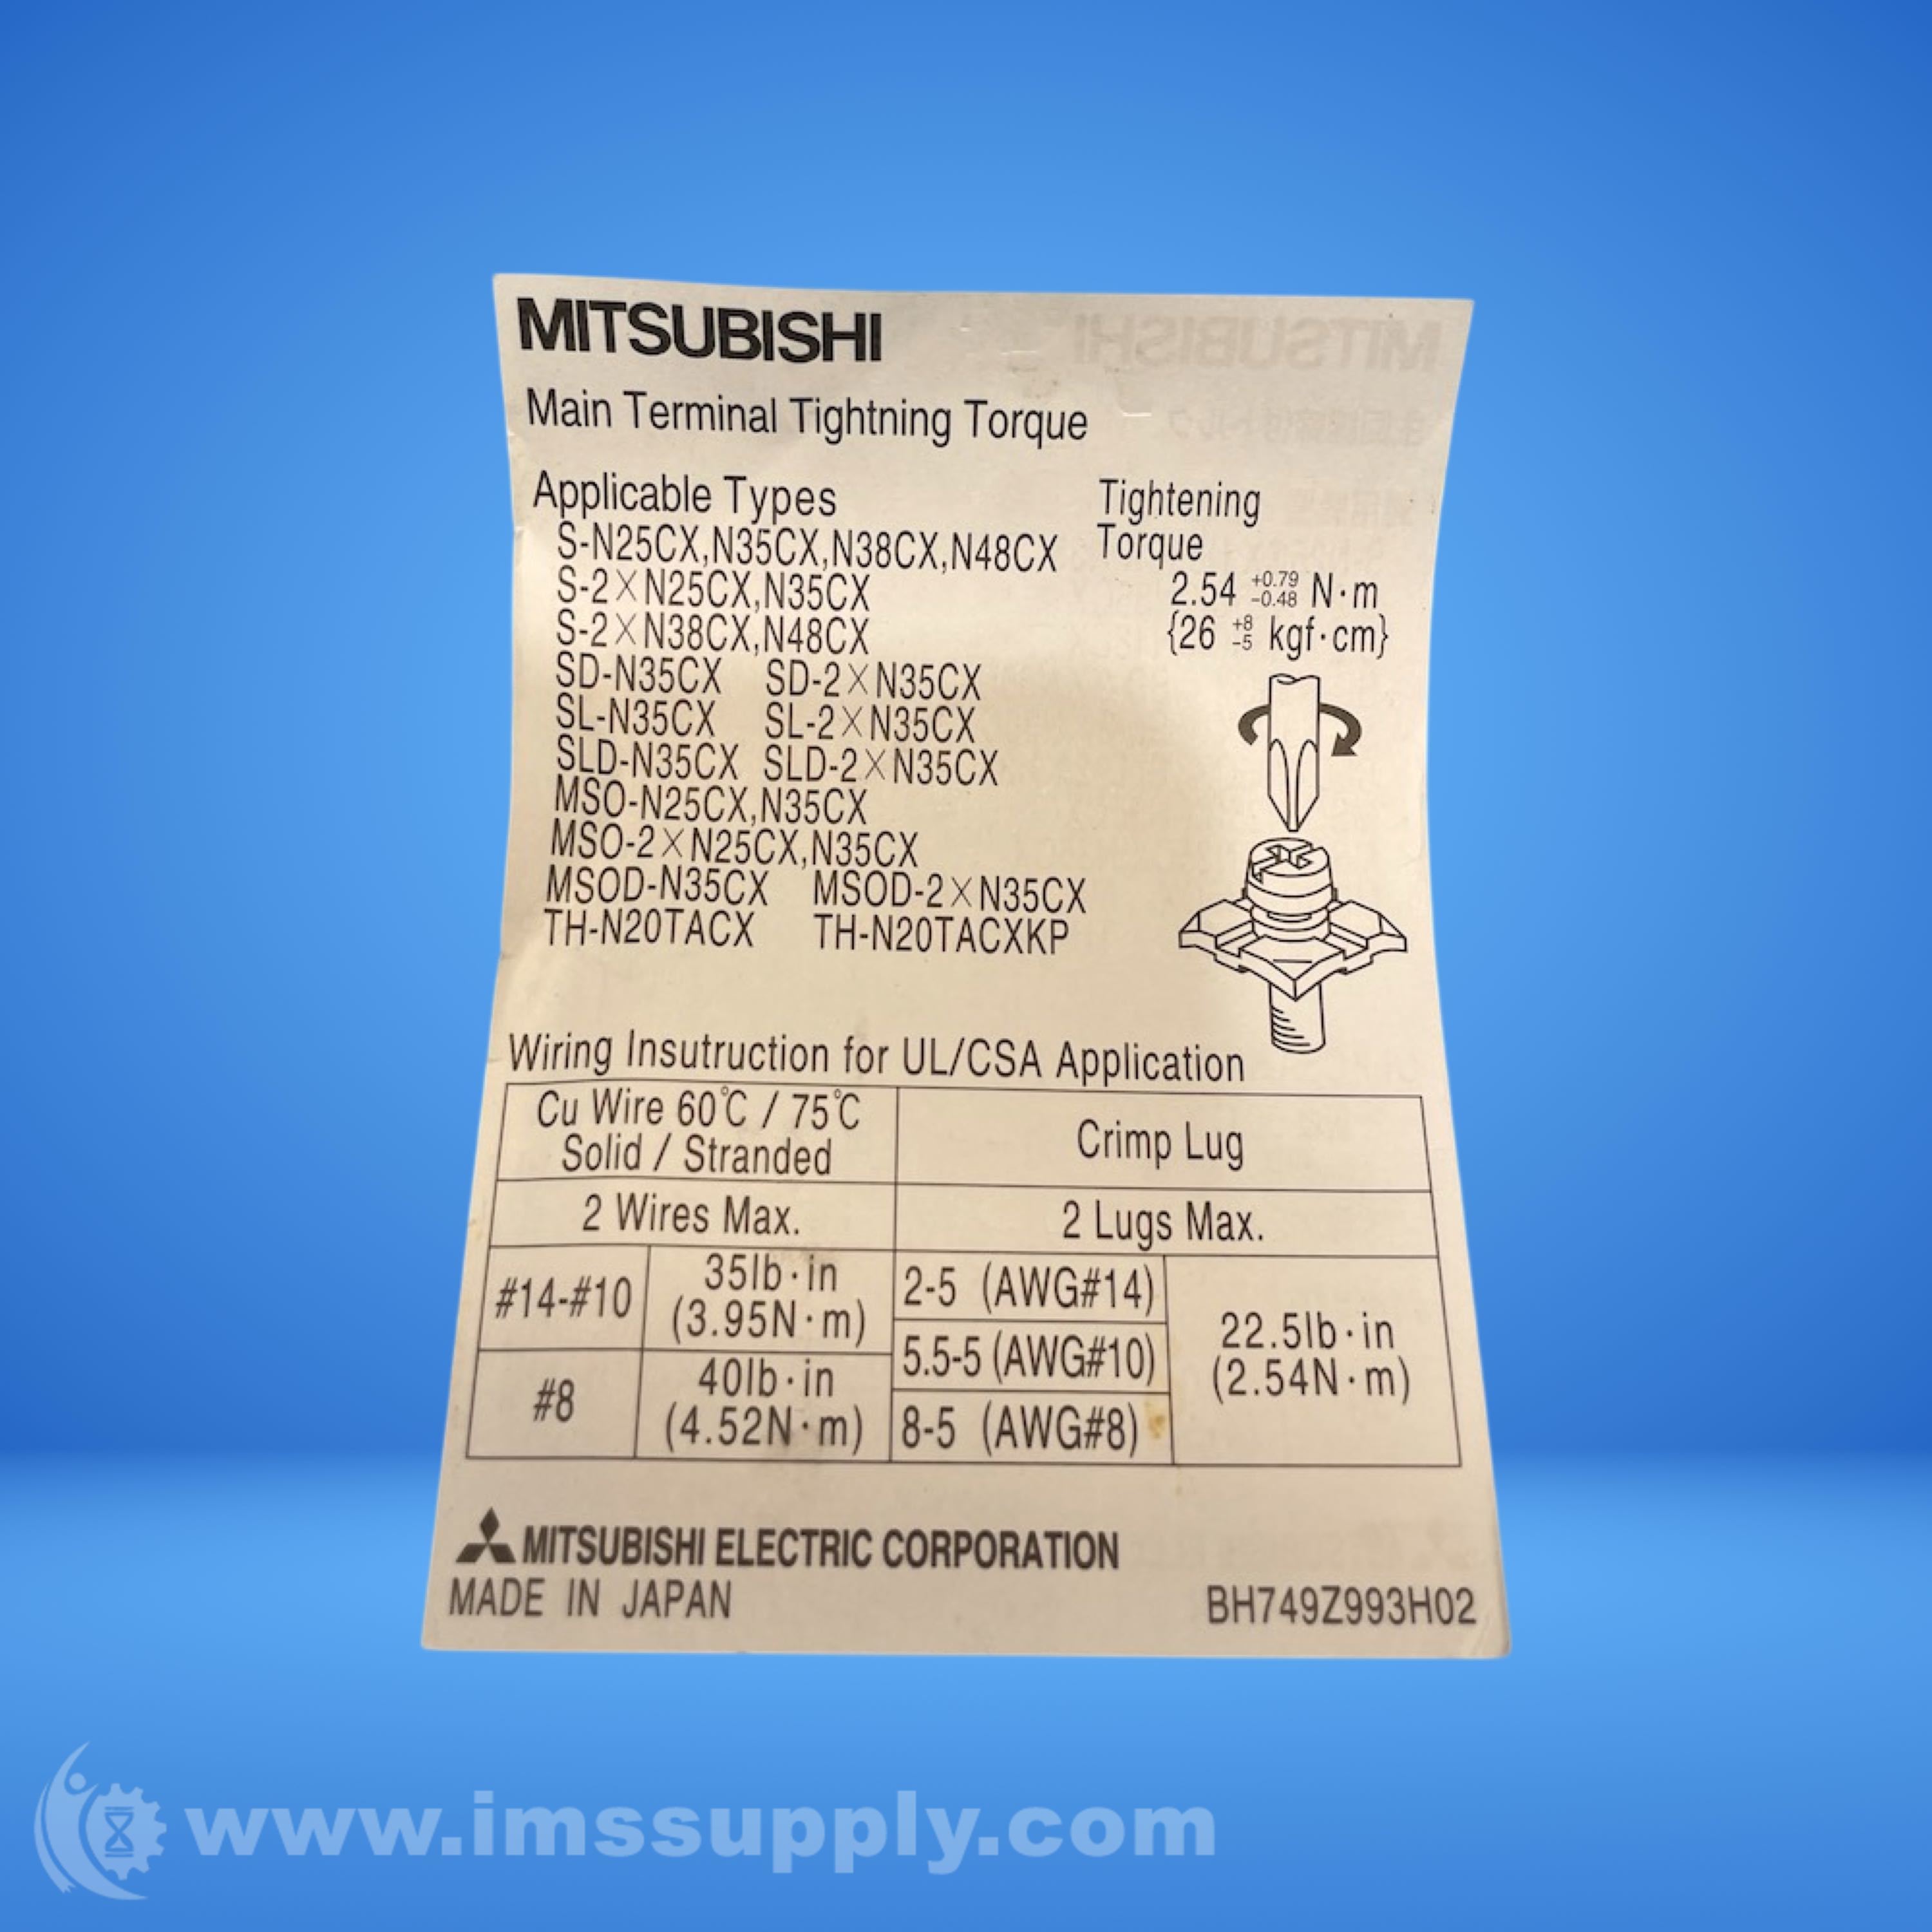 MITSUBISHI
Main Terminal Tightning Torque
Applicable Types
S-N25CX,N35CX,N38CX,N48CX
S-2×N25CX,N35CX
S-2×N38CX,N48CX
SD-N35CX SD-2×N35CX
SL-N35CX SL-2×N35CX
SLD-N35CX SLD-2×N35CX
MSO-N25CX,N35CX
MSO-2×N25CX,N35CX
MSOD-N35CX MSOD-2×N35CX
TH-N20TACX TH-N20TACXKP
Tightening
Torque
2.54 +0.79 -0.48 N·m
{26 +8 -5 kgf·cm}
Wiring Insutruction for UL/CSA Application
Cu Wire 60℃ / 75℃
Solid / Stranded
Crimp Lug
2 Wires Max.
2 Lugs Max.
#14-#10
35lb·in
(3.95N·m)
#8
40lb·in
(4.52N·m)
2-5 (AWG#14)
5.5-5 (AWG#10)
8-5 (AWG#8)
22.5lb·in
(2.54N·m)
MITSUBISHI ELECTRIC CORPORATION
MADE IN JAPAN
BH749Z993H02
www.imssupply.com